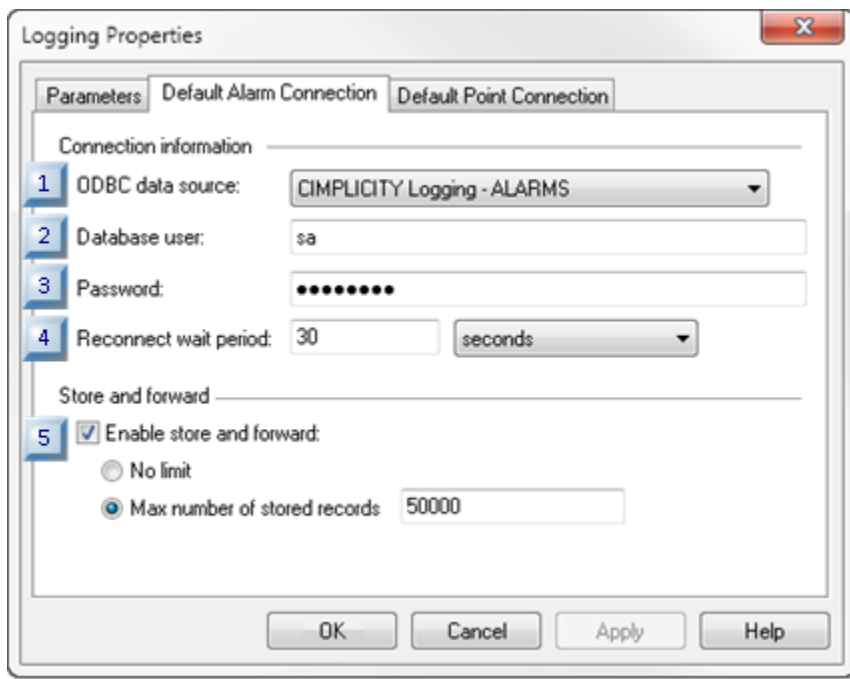 Logging Properties
Parameters Default Alarm Connection Default Point Connection
Connection information
1 ODBC data source: CIMPLICITY Logging - ALARMS
2 Database user: sa
3 Password: ●●●●●●●●
4 Reconnect wait period: 30 seconds
Store and forward
5 Enable store and forward:
No limit
Max number of stored records 50000
OK Cancel Apply Help